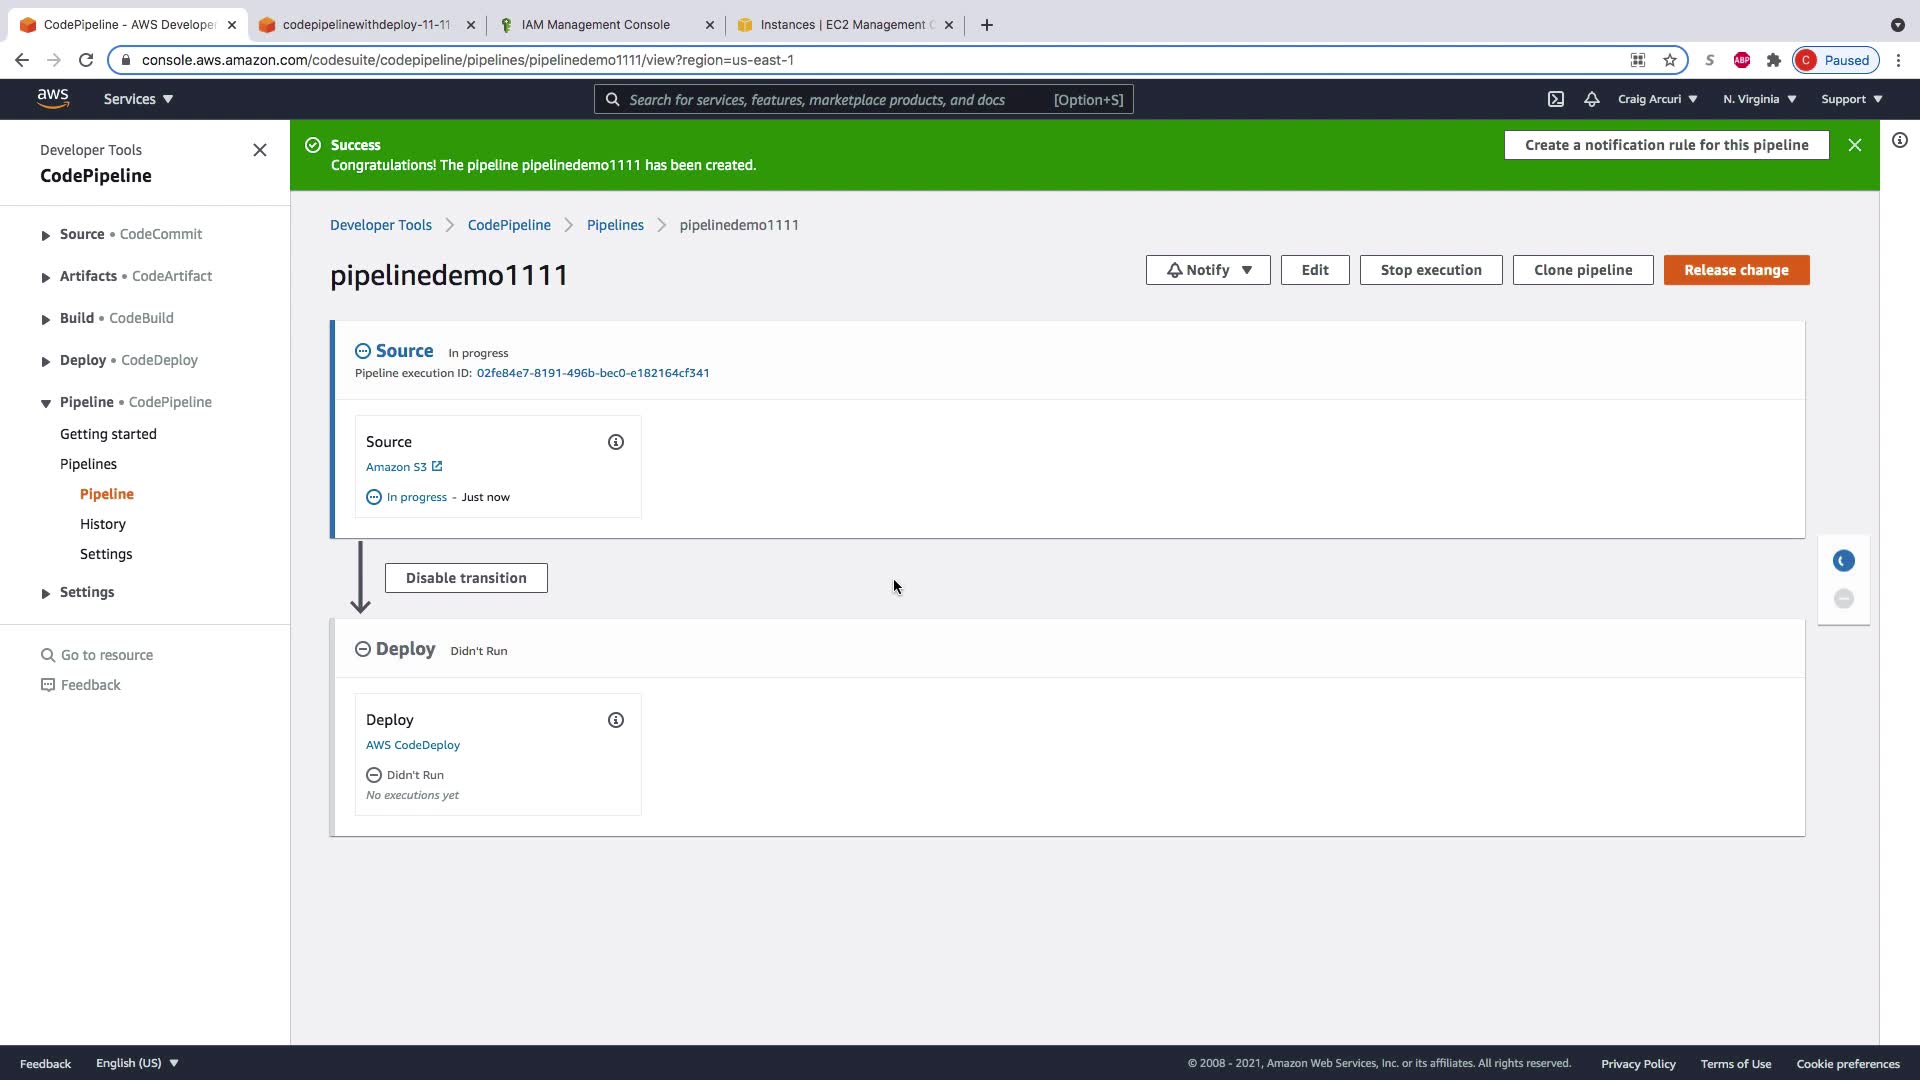 CodePipeline - AWS Developer
codepipelinewithdeploy-11-11
IAM Management Console
Instances | EC2 Management C
console.aws.amazon.com/codesuite/codepipeline/pipelines/pipelinedemo1111/view?region=us-east-1
S
ABP
C
Paused
aws
Services
Search for services, features, marketplace products, and docs
[Option+S]
Craig Arcuri
N. Virginia
Support
Developer Tools
CodePipeline
Source • CodeCommit
Artifacts • CodeArtifact
Build • CodeBuild
Deploy • CodeDeploy
Pipeline • CodePipeline
Getting started
Pipelines
Pipeline
History
Settings
Settings
Go to resource
Feedback
Success
Congratulations! The pipeline pipelinedemo1111 has been created.
Create a notification rule for this pipeline
Developer Tools
CodePipeline
Pipelines
pipelinedemo1111
pipelinedemo1111
Notify
Edit
Stop execution
Clone pipeline
Release change
Source In progress
Pipeline execution ID: 02fe84e7-8191-496b-bec0-e182164cf341
Source
Amazon S3
In progress - Just now
Disable transition
Deploy Didn't Run
Deploy
AWS CodeDeploy
Didn't Run
No executions yet
Feedback
English (US)
© 2008 - 2021, Amazon Web Services, Inc. or its affiliates. All rights reserved.
Privacy Policy
Terms of Use
Cookie preferences